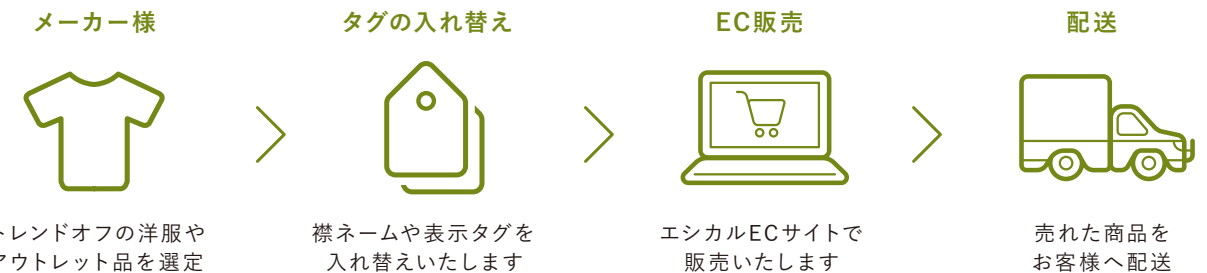 メーカー様
トレンドオフの洋服や
アウトレット品を選定
タグの入れ替え
襟ネームや表示タグを
入れ替えいたします
EC販売
エシカルECサイトで
販売いたします
配送
売れた商品を
お客様へ配送